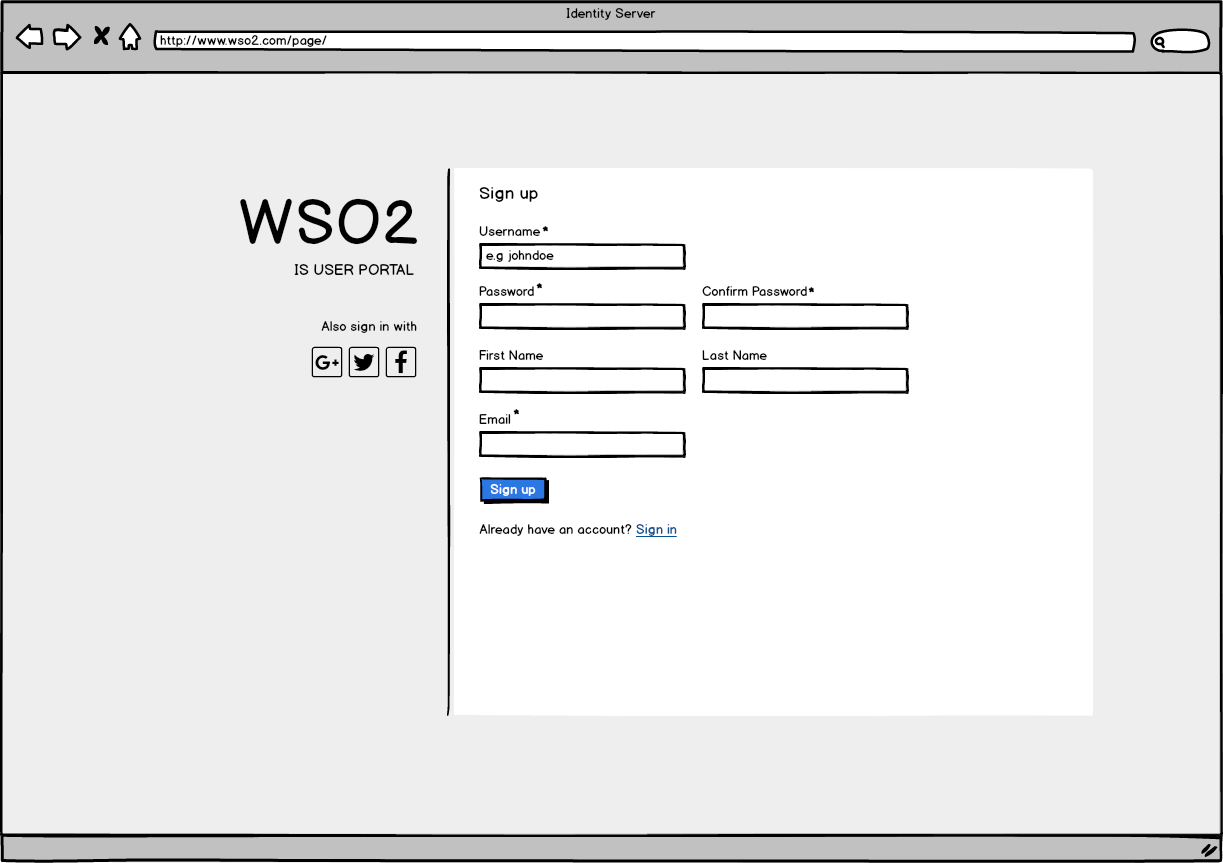 Identity Server
http://www.wso2.com/page/
WSO2
IS USER PORTAL
Also sign in with
G+
Sign up
Username *
e.g johndoe
Password * Confirm Password *
First Name Last Name
Email *
Sign up
Already have an account? Sign in